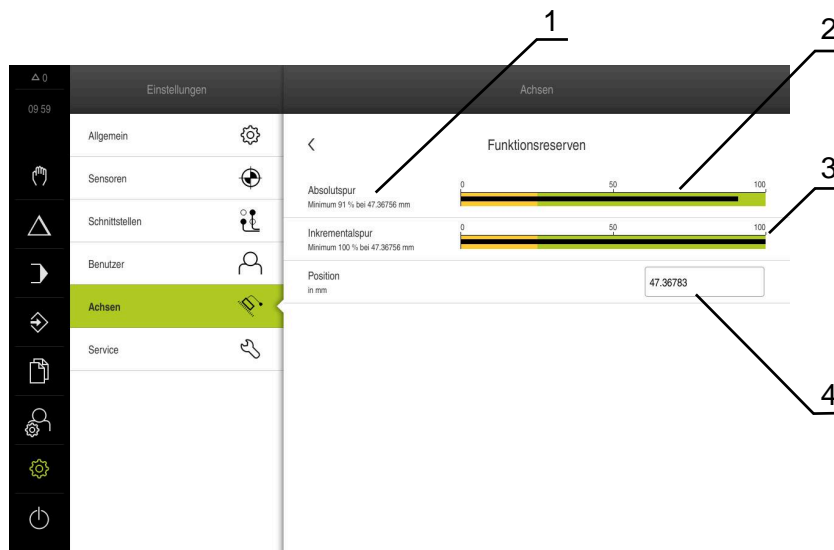 1
2
3
4
0
09 59
Einstellungen
Achsen
Allgemein
Sensoren
Schnittstellen
Benutzer
Achsen
Service
Funktionsreserven
Absolutspur
Minimum 91 % bei 47.36756 mm
0 50 100
Inkrementalspur
Minimum 100 % bei 47.36756 mm
0 50 100
Position
in mm
47.36783